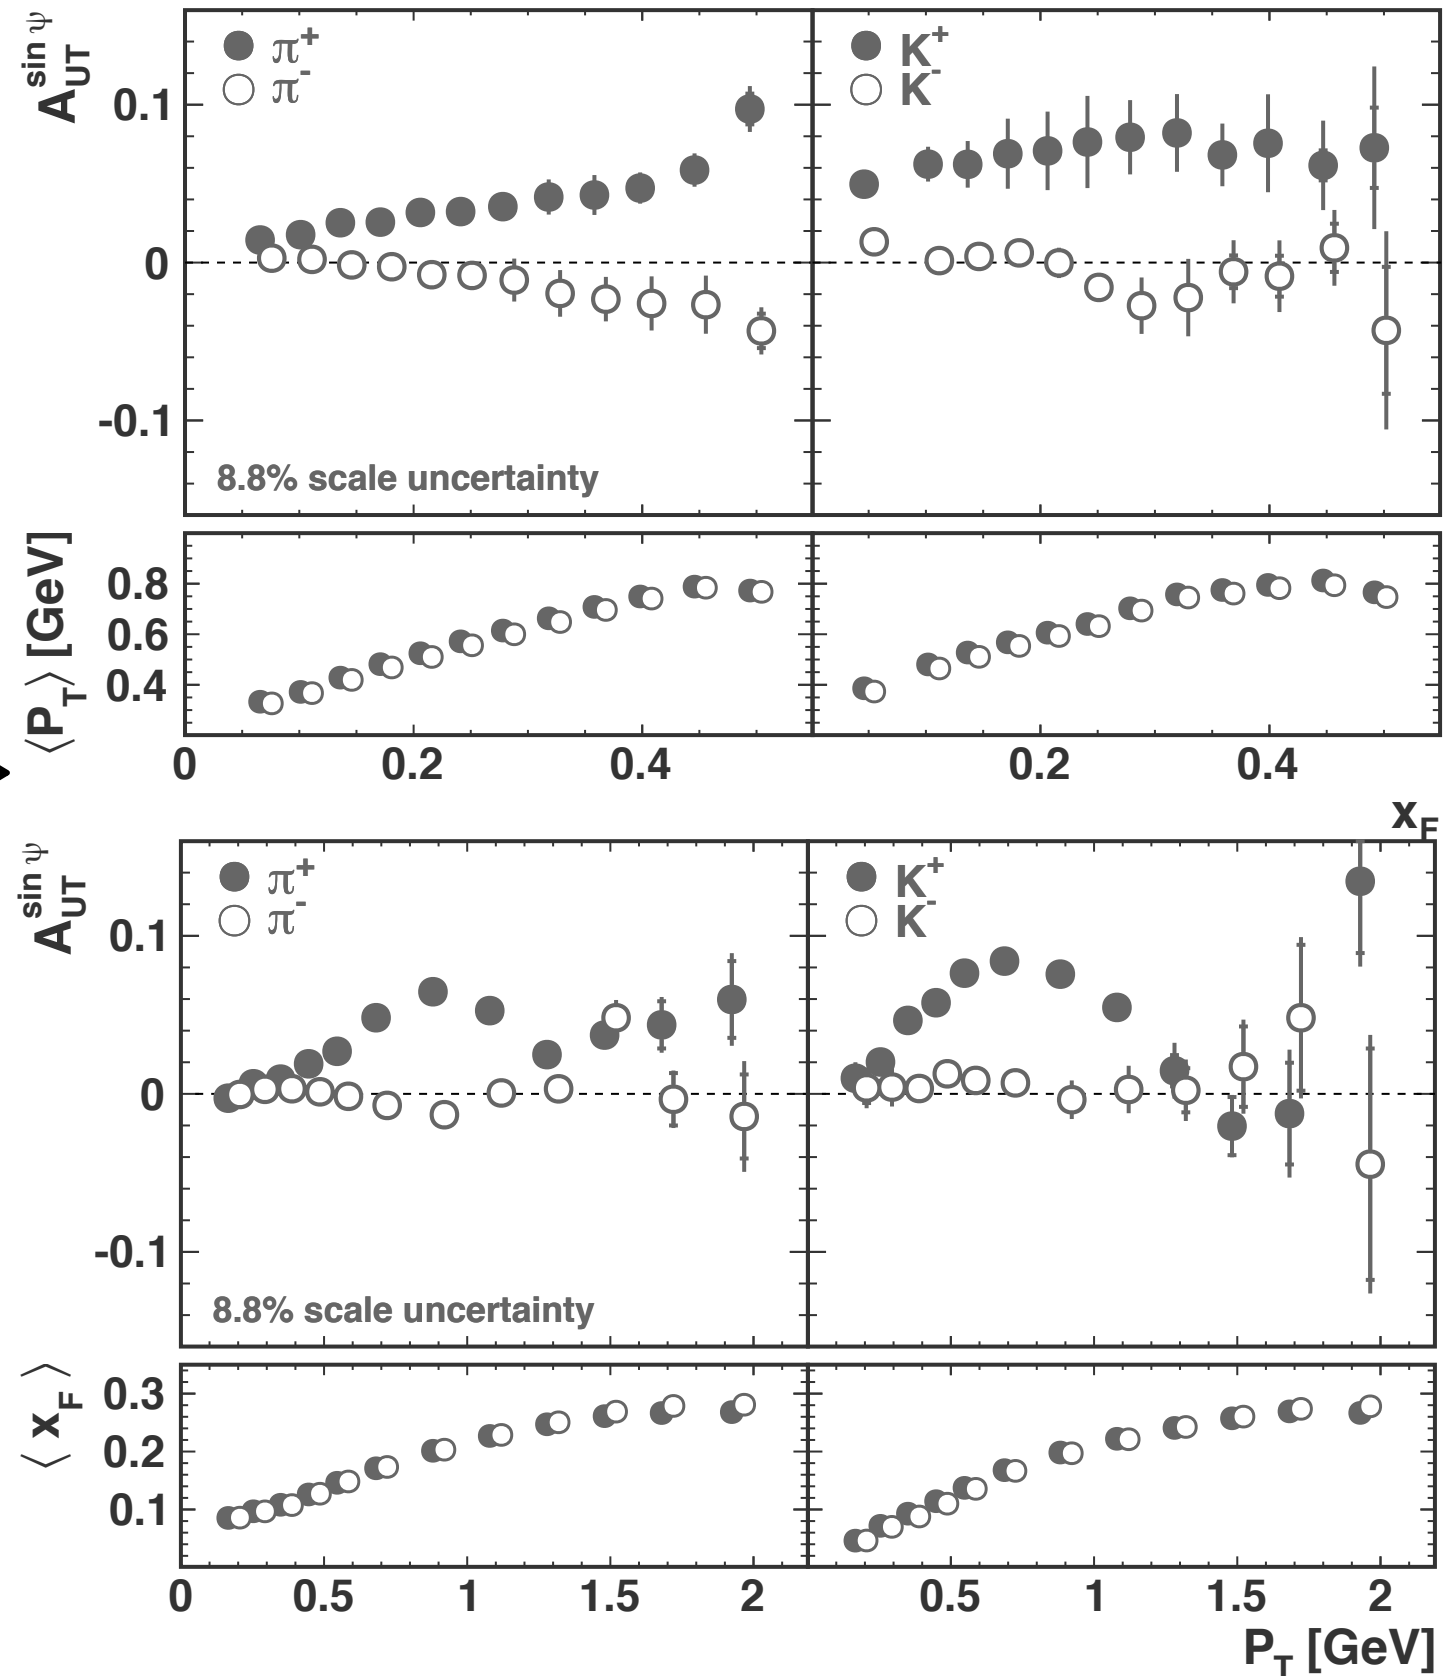 A_UT^sin ψ
π+
π-
K+
K-
0.1
0
-0.1
8.8% scale uncertainty
⟨P_T⟩ [GeV]
0.8
0.6
0.4
0 0.2 0.4 0.2 0.4
x_F
A_UT^sin ψ
π+
π-
K+
K-
0.1
0
-0.1
8.8% scale uncertainty
⟨ x_F ⟩
0.3
0.2
0.1
0 0.5 1 1.5 2 0.5 1 1.5 2
P_T [GeV]